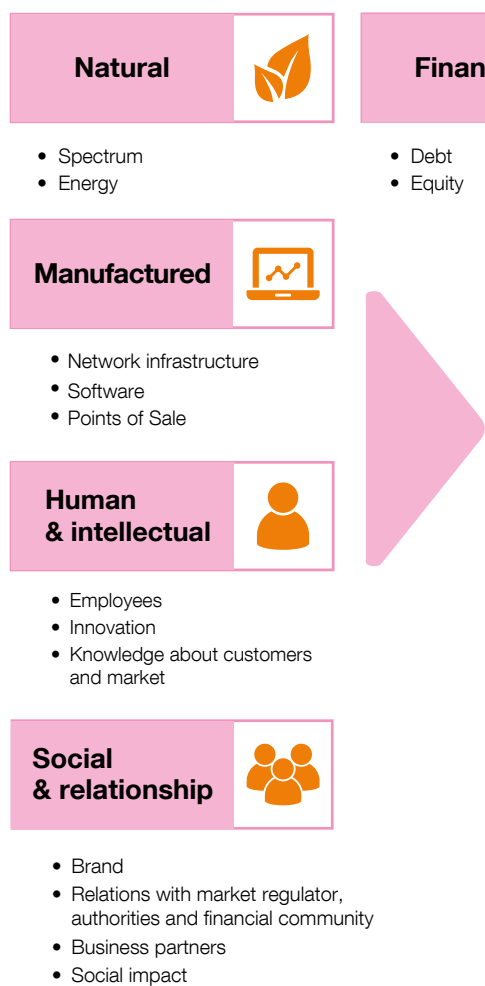 Natural
• Spectrum
• Energy
Finan
• Debt
• Equity
Manufactured
• Network infrastructure
• Software
• Points of Sale
Human
& intellectual
• Employees
• Innovation
• Knowledge about customers
and market
Social
& relationship
• Brand
• Relations with market regulator,
authorities and financial community
• Business partners
• Social impact